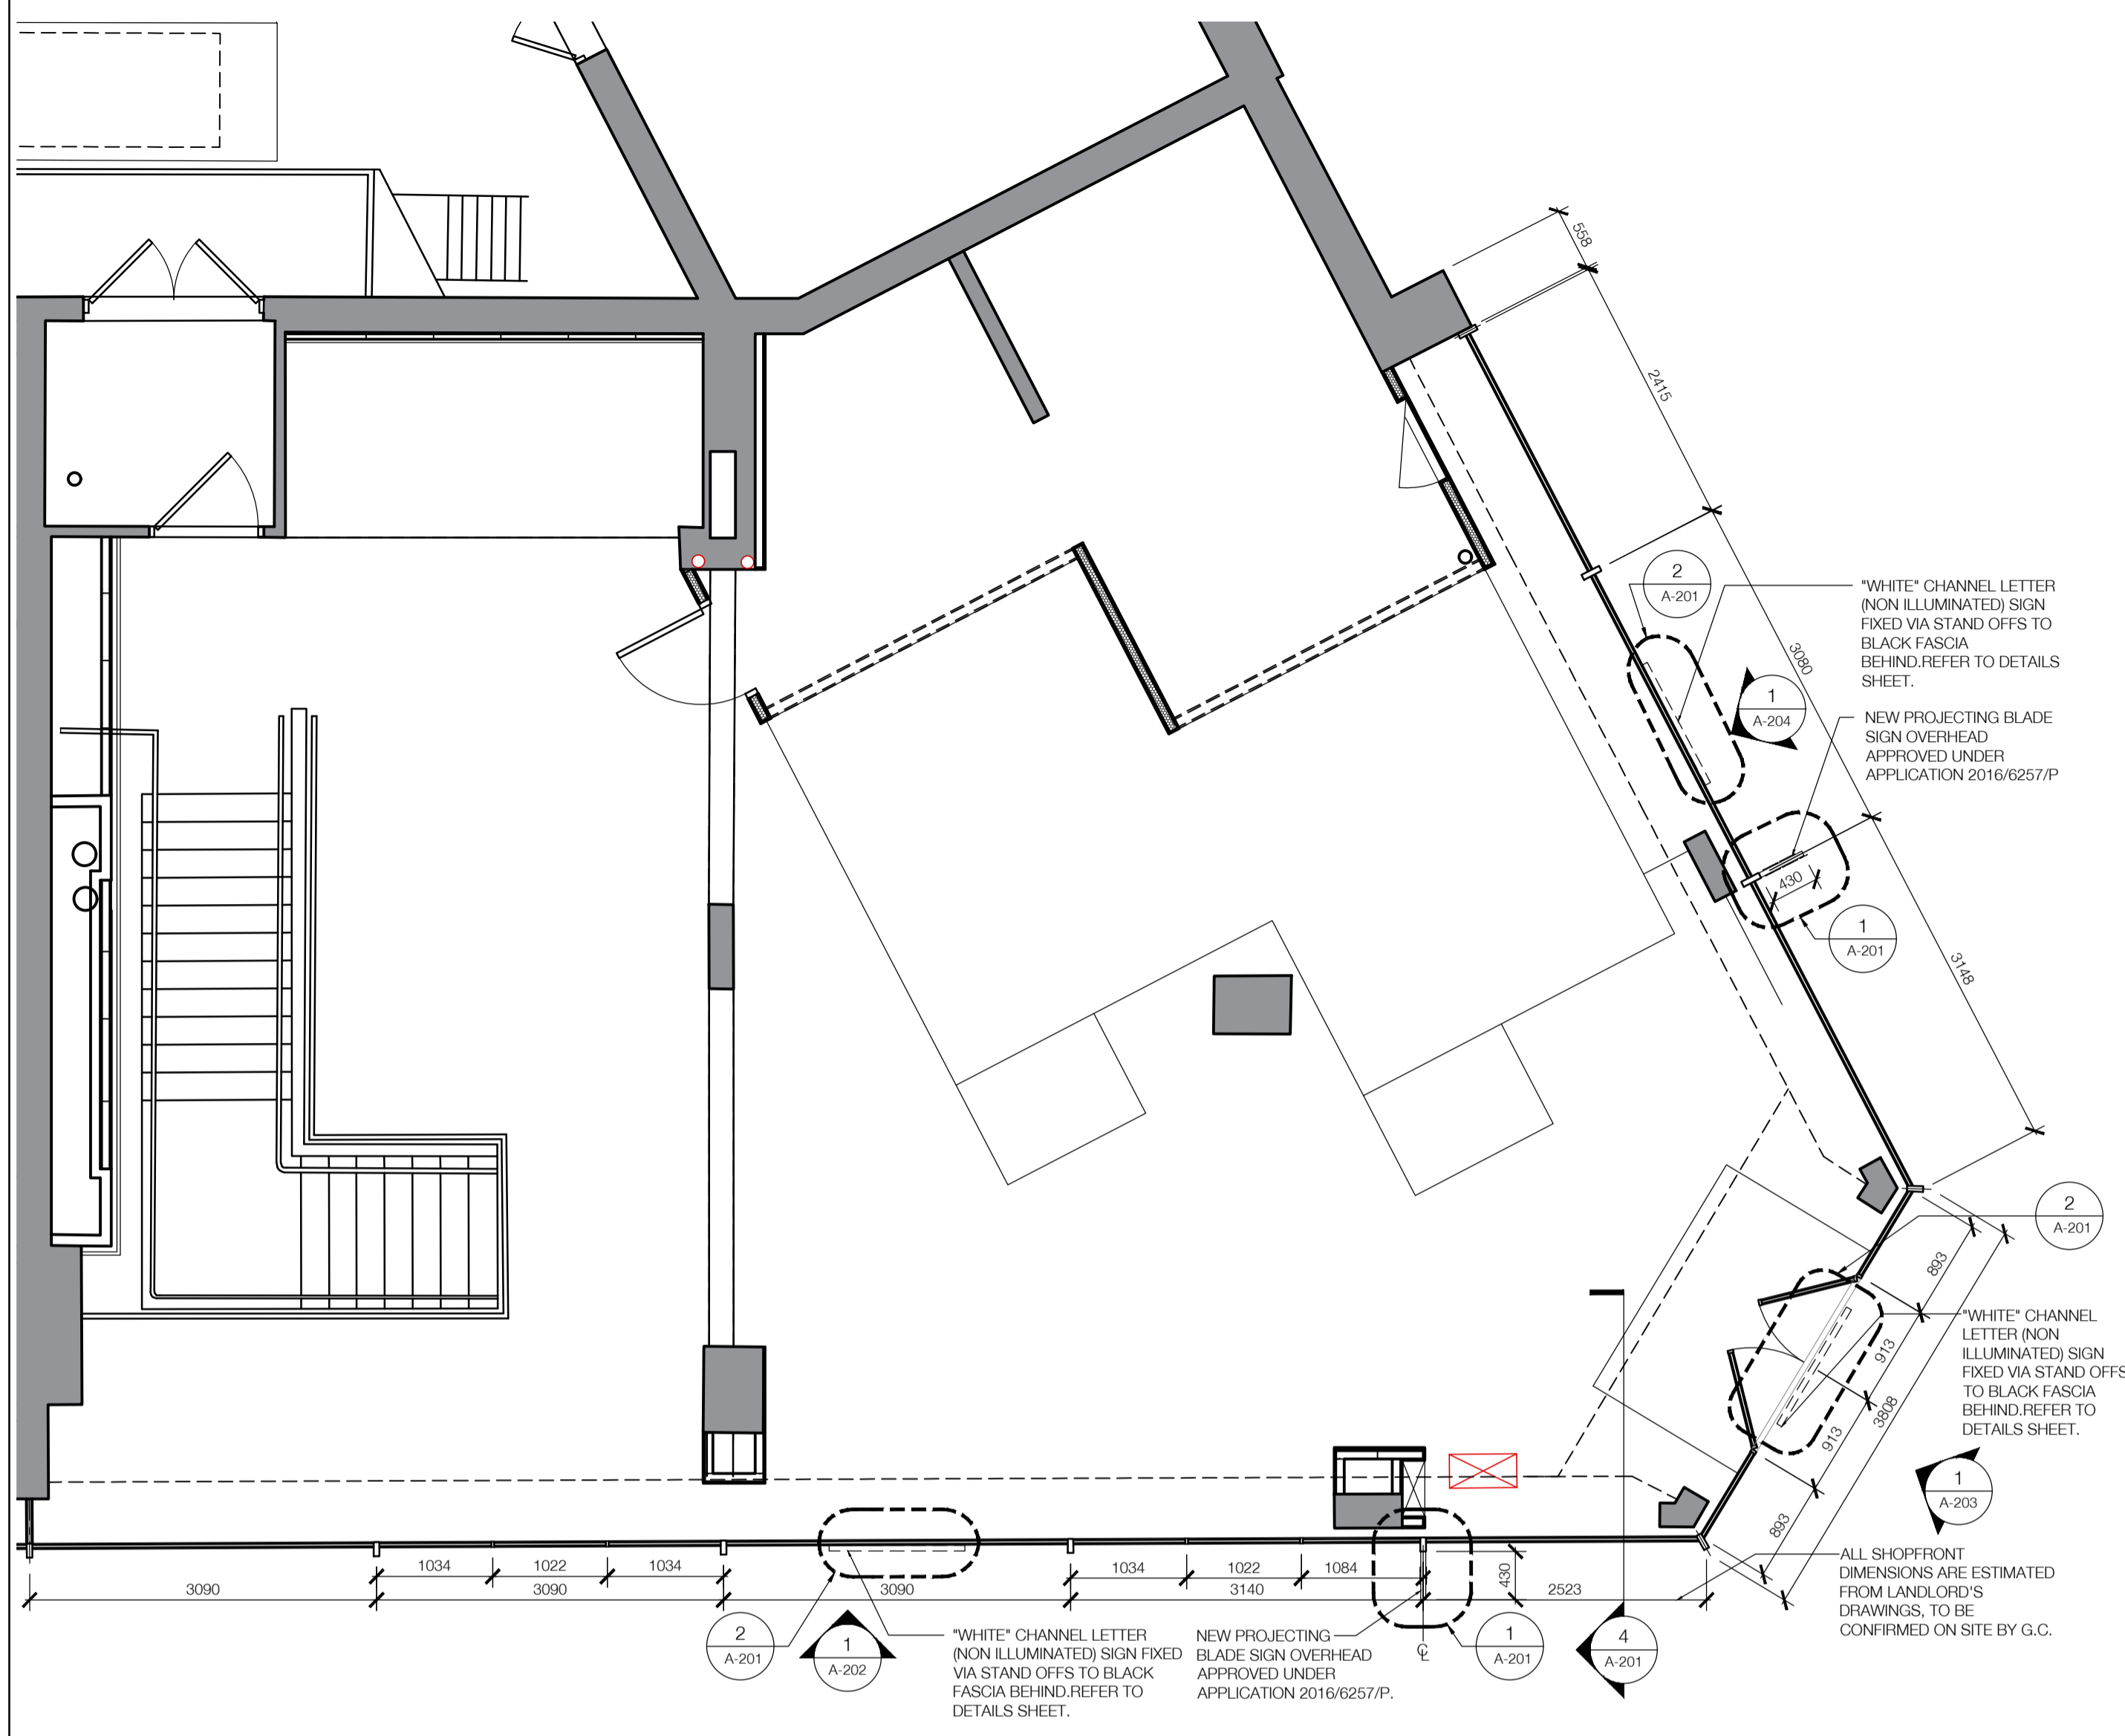 558
2415
2
A-201
"WHITE" CHANNEL LETTER
(NON ILLUMINATED) SIGN
FIXED VIA STAND OFFS TO
BLACK FASCIA
BEHIND.REFER TO DETAILS
SHEET.
3080
1
A-204
NEW PROJECTING BLADE
SIGN OVERHEAD
APPROVED UNDER
APPLICATION 2016/6257/P
430
1
A-201
3148
2
A-201
893
"WHITE" CHANNEL
LETTER (NON
ILLUMINATED) SIGN
FIXED VIA STAND OFFS
TO BLACK FASCIA
BEHIND.REFER TO
DETAILS SHEET.
913
3808
913
1
A-203
893
ALL SHOPFRONT
DIMENSIONS ARE ESTIMATED
FROM LANDLORD'S
DRAWINGS, TO BE
CONFIRMED ON SITE BY G.C.
1034 1022 1034 1034 1022 1084 430
3090 3090 3090 3140 2523
2
A-201
1
A-202
"WHITE" CHANNEL LETTER
(NON ILLUMINATED) SIGN FIXED
VIA STAND OFFS TO BLACK
FASCIA BEHIND.REFER TO
DETAILS SHEET.
NEW PROJECTING
BLADE SIGN OVERHEAD
APPROVED UNDER
APPLICATION 2016/6257/P.
℄
1
A-201
4
A-201